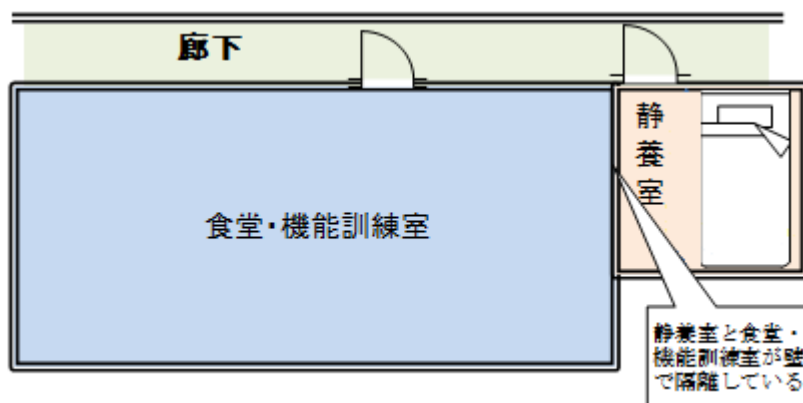 廊下
静養室
食堂・機能訓練室
静養室と食堂・
機能訓練室が壁
で隔離している